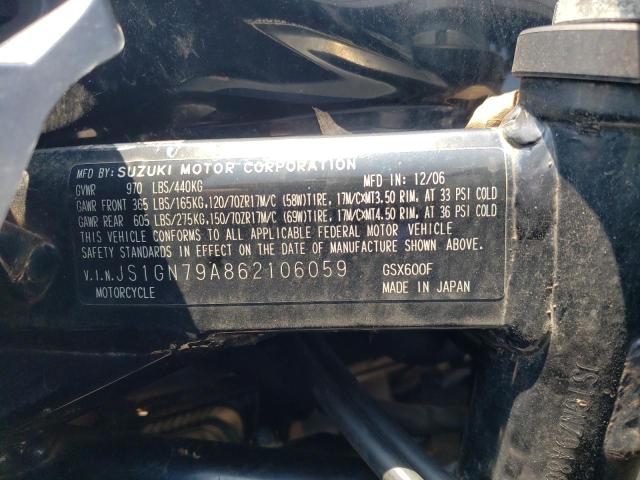 MFD BY: SUZUKI MOTOR CORPORATION MFD IN: 12/06
GVWR 970 LBS/440KG
GAWR FRONT 365 LBS/165KG,120/70ZR17M/C (58W)TIRE, 17M/C×MT3.50 RIM, AT 33 PSI COLD
GAWR REAR 605 LBS/275KG,150/70ZR17M/C (69W)TIRE, 17M/C×MT4.50 RIM, AT 36 PSI COLD
THIS VEHICLE CONFORMS TO ALL APPLICABLE FEDERAL MOTOR VEHICLE
SAFETY STANDARDS IN EFFECT ON THE DATE OF MANUFACTURE SHOWN ABOVE.
V.I.N. JS1GN79A862106059 GSX600F
MOTORCYCLE MADE IN JAPAN